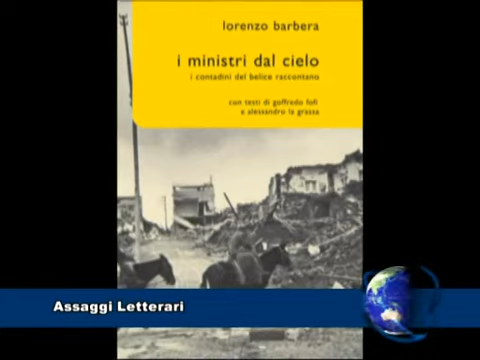 lorenzo barbera
i ministri dal cielo
i contadini del belice raccontano
con testi di goffredo fofi
e alessandro la grassa
Assaggi Letterari